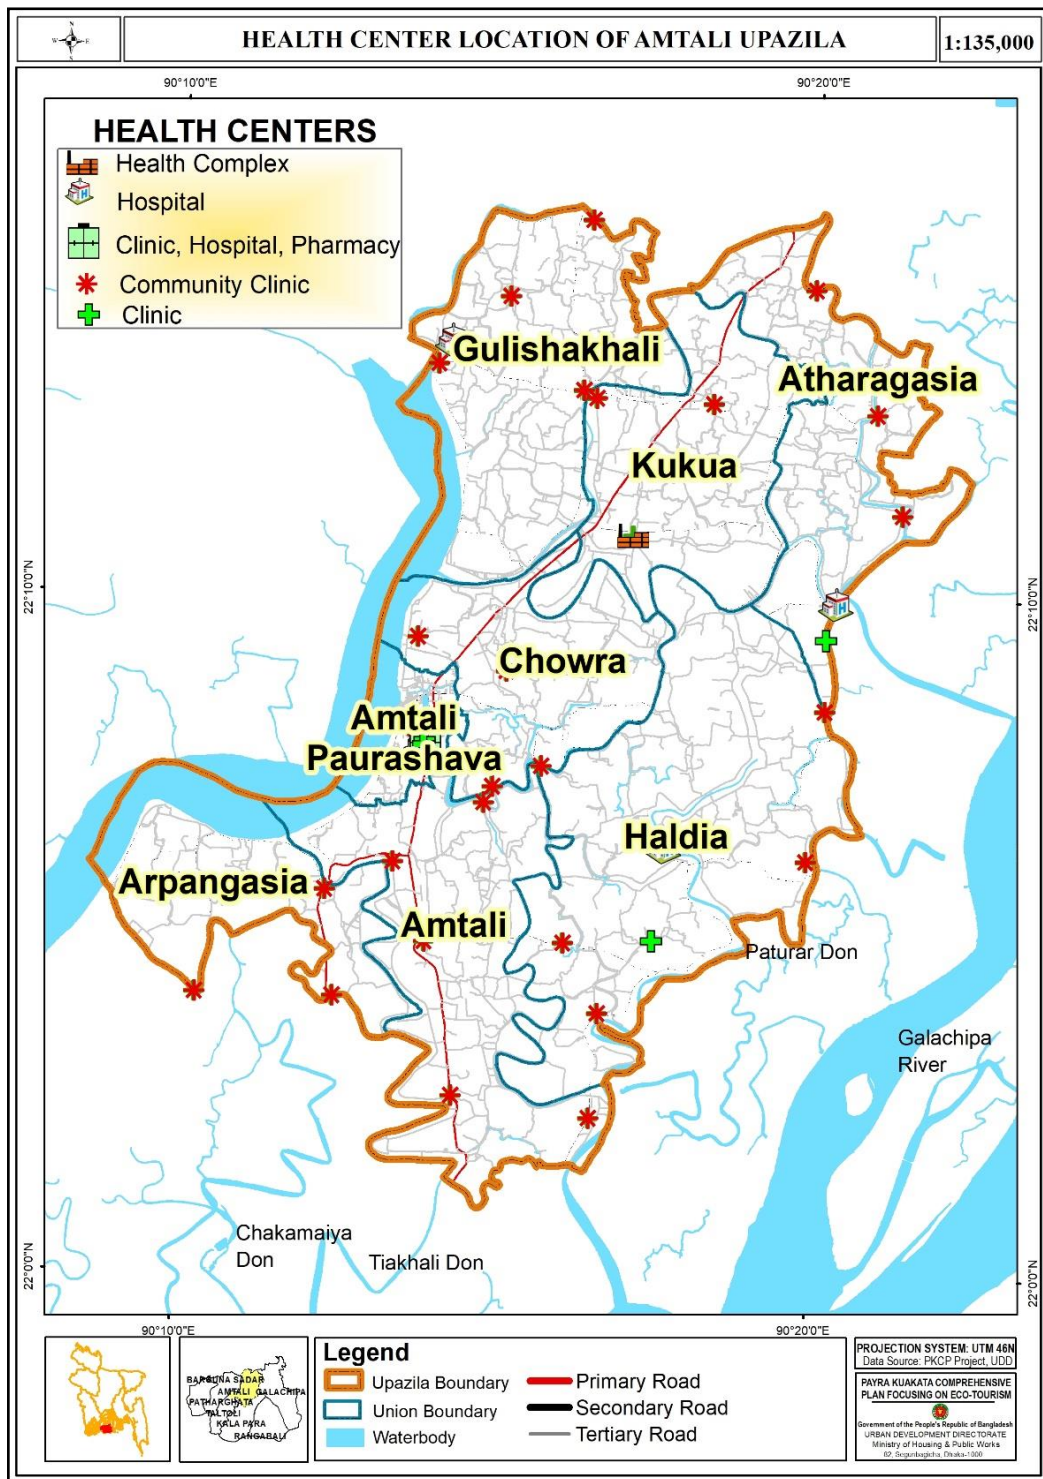 N
W E
S
HEALTH CENTER LOCATION OF AMTALI UPAZILA
1:135,000
90°10'0"E
90°20'0"E
HEALTH CENTERS
Health Complex
Hospital
Clinic, Hospital, Pharmacy
Community Clinic
Clinic
Gulishakhali
Atharagasia
Kukua
22°10'0"N
22°10'0"N
Chowra
Amtali
Paurashava
Haldia
Arpangasia
Amtali
Paturar Don
Galachipa
River
Chakamaiya
Don
Tiakhali Don
22°0'0"N
22°0'0"N
90°10'0"E
90°20'0"E
BARGUNA SADAR
AMTALI
GALACHIPA
PATHARGHATA
TALTOLI
KALA PARA
RANGABALI
Legend
Upazila Boundary
Union Boundary
Waterbody
Primary Road
Secondary Road
Tertiary Road
PROJECTION SYSTEM: UTM 46N
Data Source: PKCP Project, UDD
PAYRA KUAKATA COMPREHENSIVE
PLAN FOCUSING ON ECO-TOURISM
Government of the People's Republic of Bangladesh
URBAN DEVELOPMENT DIRECTORATE
Ministry of Housing & Public Works
82, Segunbagicha, Dhaka-1000